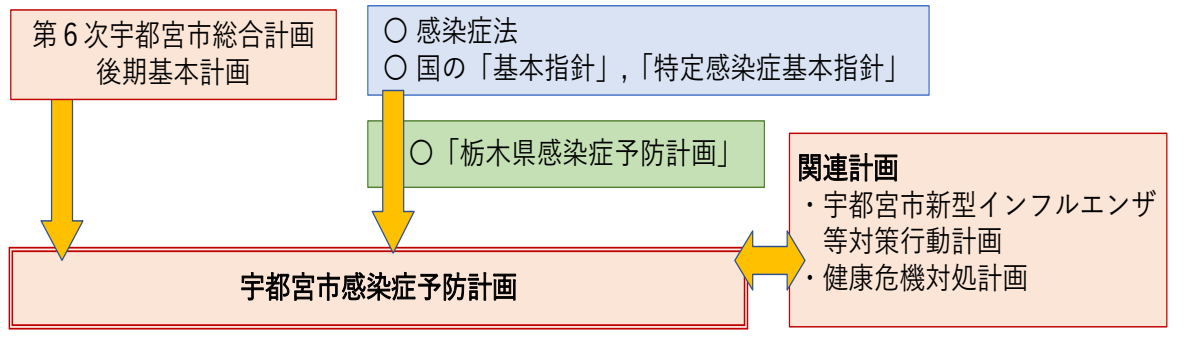 第6次宇都宮市総合計画
後期基本計画
〇 感染症法
〇 国の「基本指針」,「特定感染症基本指針」
〇「栃木県感染症予防計画」
関連計画
・宇都宮市新型インフルエンザ
等対策行動計画
・健康危機対処計画
宇都宮市感染症予防計画